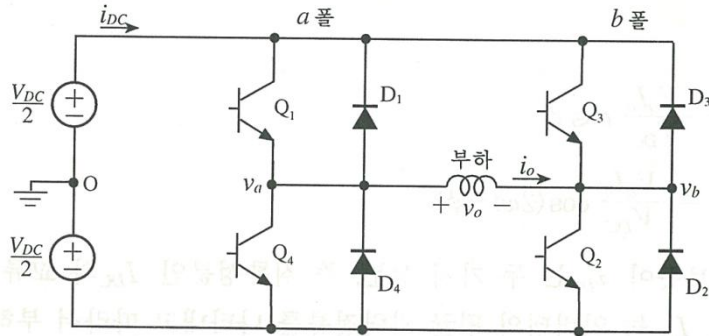 i_DC
a 폴
b 폴
V_DC/2
Q₁
D₁
Q₃
D₃
O
v_a
부하
i_o
+ v_o
v_b
V_DC/2
Q₄
D₄
Q₂
D₂